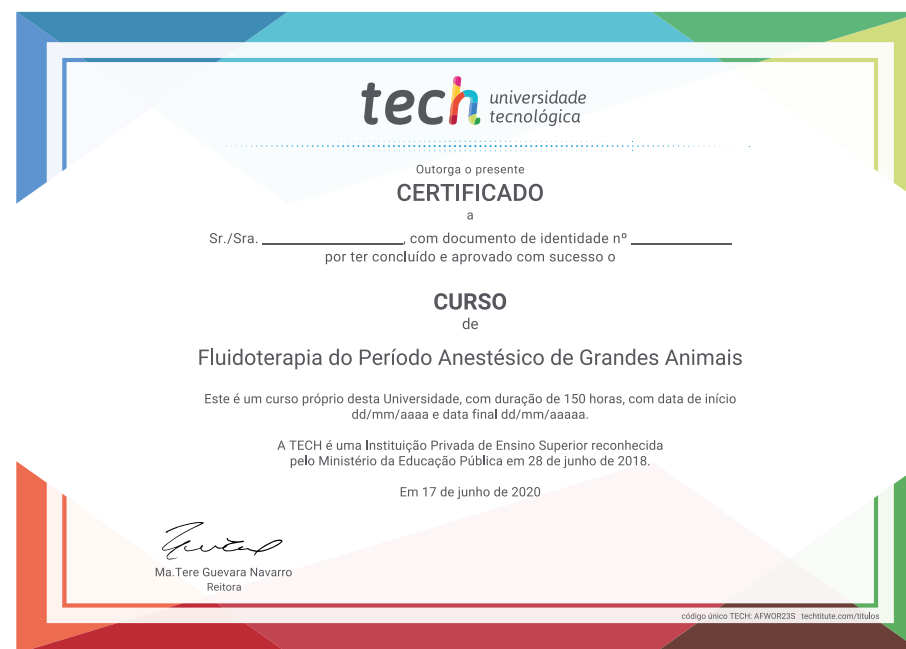 tech universidade
tecnológica
Outorga o presente
CERTIFICADO
a
Sr./Sra. ________________, com documento de identidade nº ____________
por ter concluído e aprovado com sucesso o
CURSO
de
Fluidoterapia do Período Anestésico de Grandes Animais
Este é um curso próprio desta Universidade, com duração de 150 horas, com data de início
dd/mm/aaaa e data final dd/mm/aaaaa.
A TECH é uma Instituição Privada de Ensino Superior reconhecida
pelo Ministério da Educação Pública em 28 de junho de 2018.
Em 17 de junho de 2020
Ma.Tere Guevara Navarro
Reitora
código único TECH: AFWOR23S techtitute.com/titulos